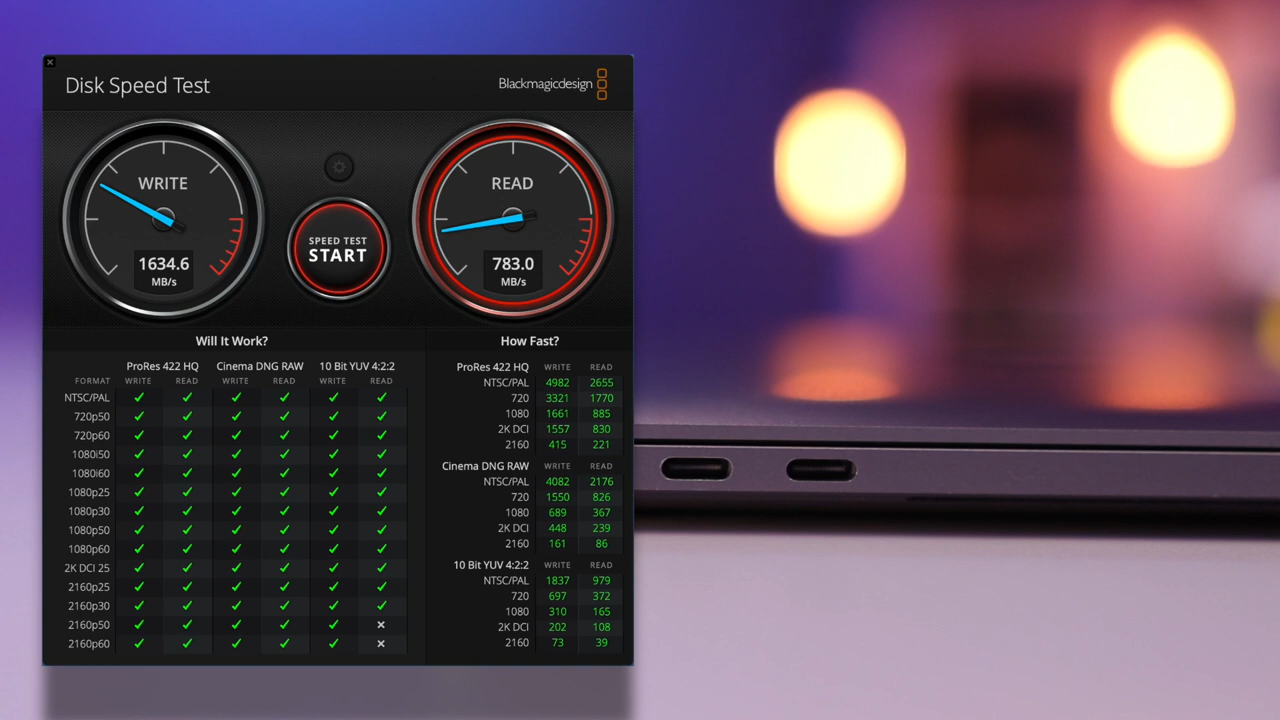 Disk Speed Test
Blackmagicdesign
WRITE
1634.6
MB/s
SPEED TEST
START
READ
783.0
MB/s
Will It Work?
ProRes 422 HQ Cinema DNG RAW 10 Bit YUV 4:2:2
FORMAT WRITE READ WRITE READ WRITE READ
NTSC/PAL ✓ ✓ ✓ ✓ ✓ ✓
720p50 ✓ ✓ ✓ ✓ ✓ ✓
720p60 ✓ ✓ ✓ ✓ ✓ ✓
1080i50 ✓ ✓ ✓ ✓ ✓ ✓
1080i60 ✓ ✓ ✓ ✓ ✓ ✓
1080p25 ✓ ✓ ✓ ✓ ✓ ✓
1080p30 ✓ ✓ ✓ ✓ ✓ ✓
1080p50 ✓ ✓ ✓ ✓ ✓ ✓
1080p60 ✓ ✓ ✓ ✓ ✓ ✓
2K DCI 25 ✓ ✓ ✓ ✓ ✓ ✓
2160p25 ✓ ✓ ✓ ✓ ✓ ✓
2160p30 ✓ ✓ ✓ ✓ ✓ ✓
2160p50 ✓ ✓ ✓ ✓ ✓ ×
2160p60 ✓ ✓ ✓ ✓ ✓ ×
How Fast?
ProRes 422 HQ WRITE READ
NTSC/PAL 4982 2655
720 3321 1770
1080 1661 885
2K DCI 1557 830
2160 415 221
Cinema DNG RAW WRITE READ
NTSC/PAL 4082 2176
720 1550 826
1080 689 367
2K DCI 448 239
2160 161 86
10 Bit YUV 4:2:2 WRITE READ
NTSC/PAL 1837 979
720 697 372
1080 310 165
2K DCI 202 108
2160 73 39